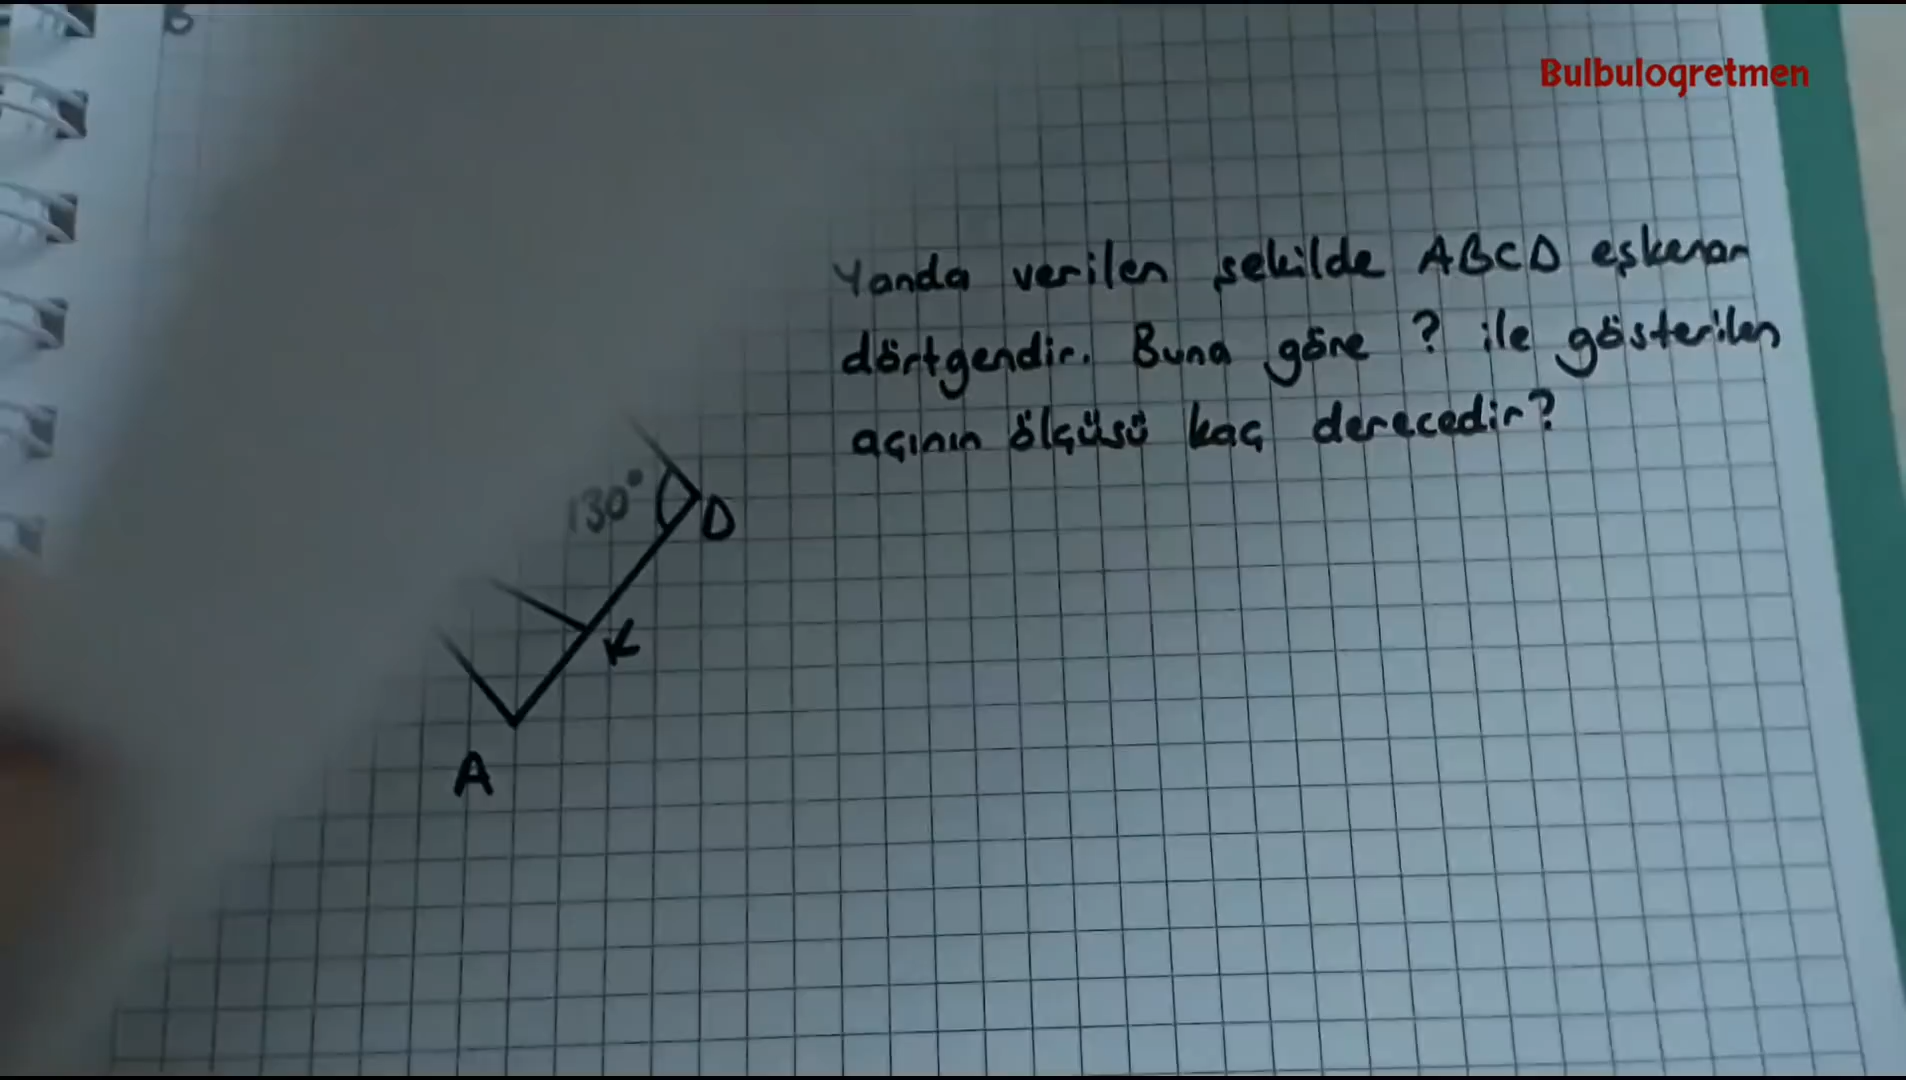 Bulbulogretmen
Yanda verilen şekilde ABCD eşkenar
dörtgendir. Buna göre ? ile gösterilen
açının ölçüsü kaç derecedir?
130°
D
K
A